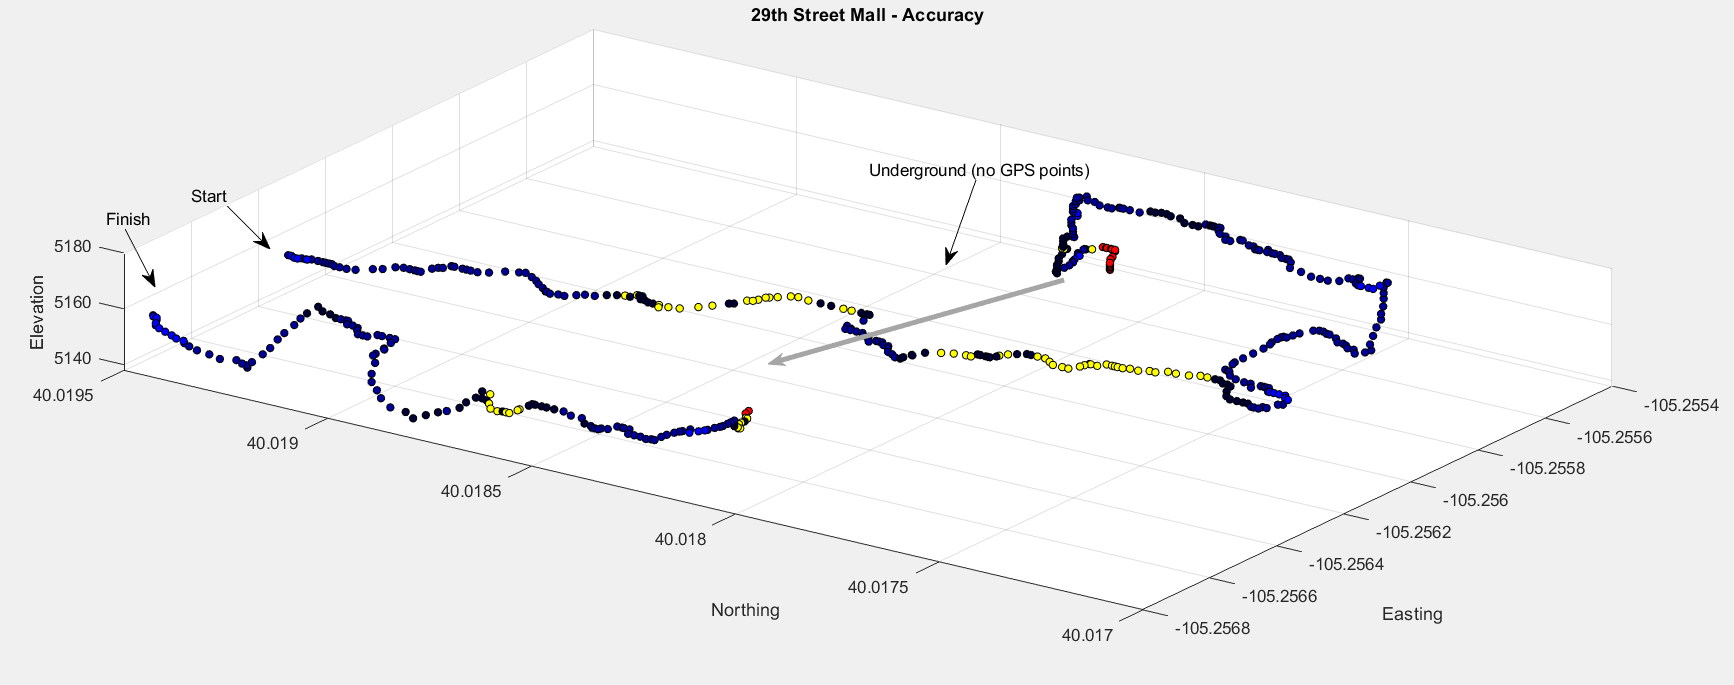 29th Street Mall - Accuracy
Underground (no GPS points)
Start
Finish
5180
5160
5140
Elevation
40.0195
40.019
40.0185
40.018
40.0175
40.017
Northing
-105.2554
-105.2556
-105.2558
-105.256
-105.2562
-105.2564
-105.2566
-105.2568
Easting